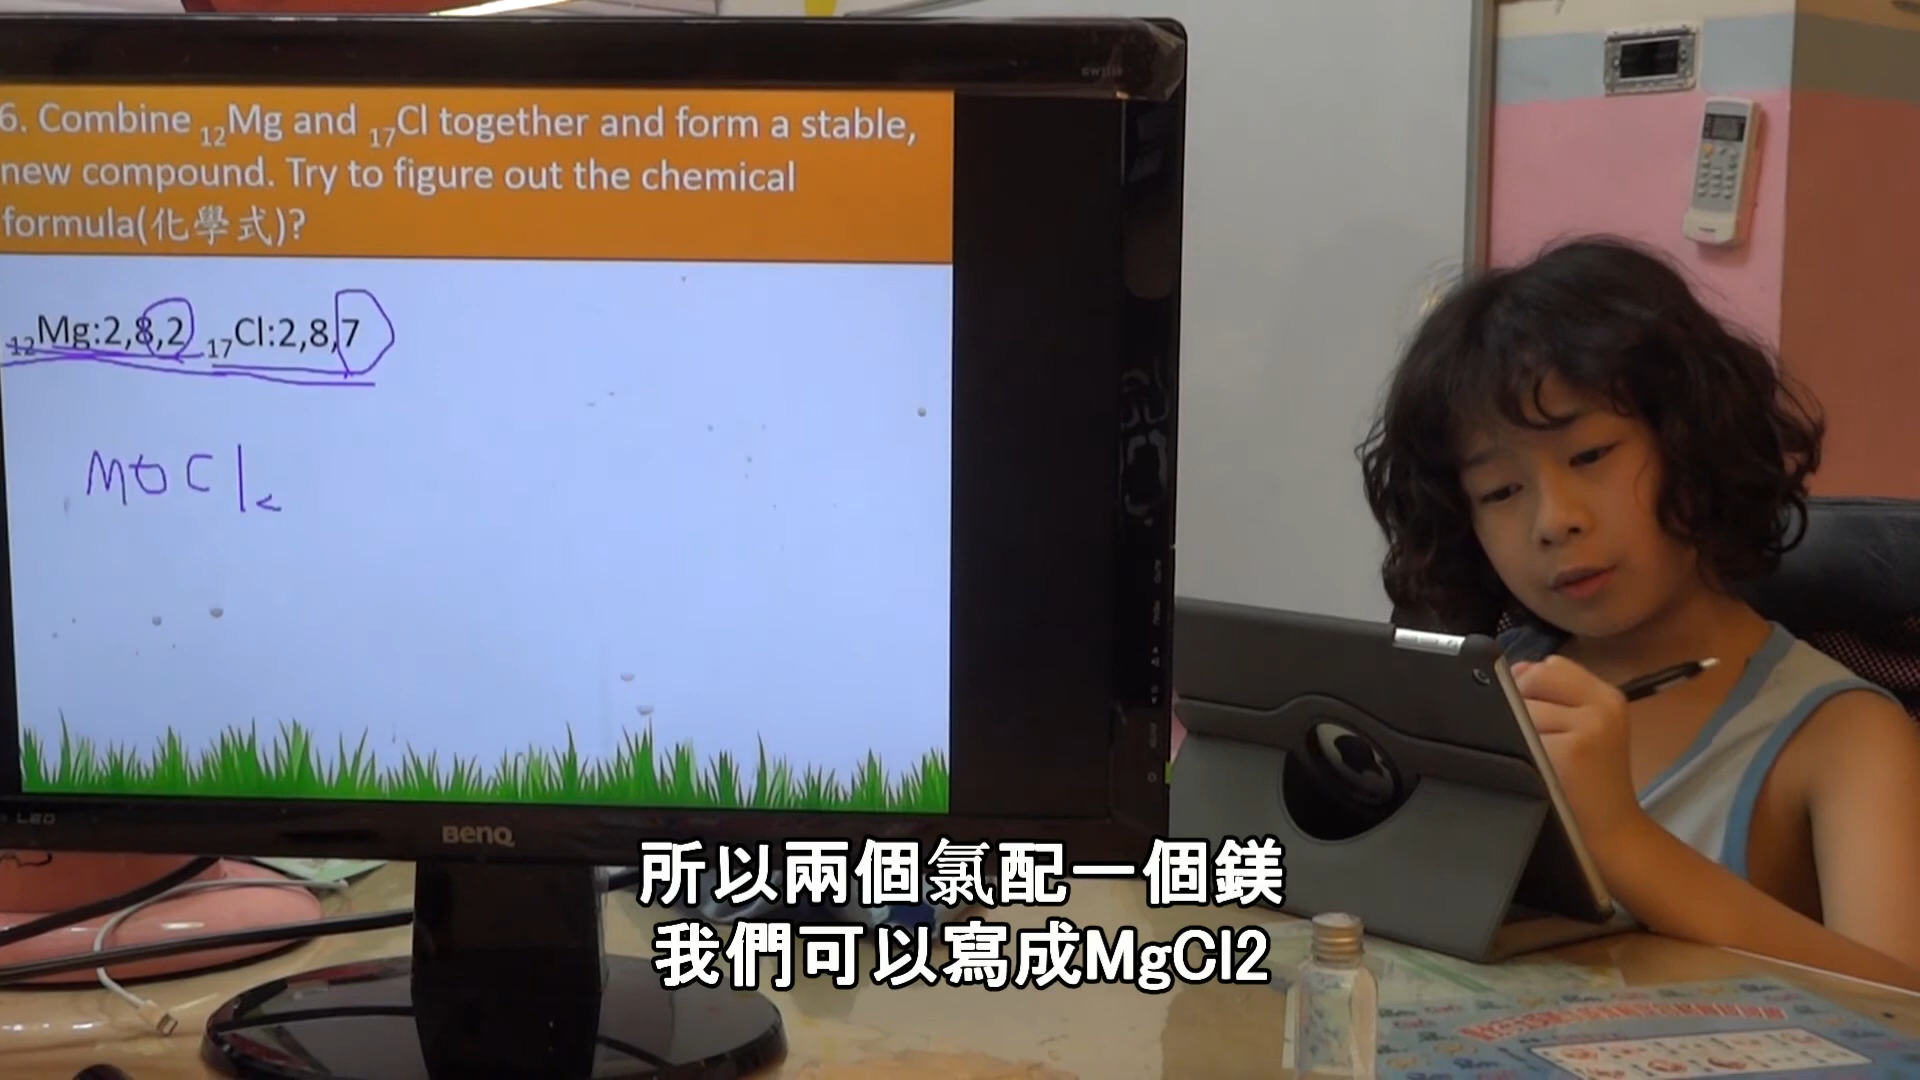 6. Combine ₁₂Mg and ₁₇Cl together and form a stable,
new compound. Try to figure out the chemical
formula(化學式)?
₁₂Mg:2,8,2 ₁₇Cl:2,8,7
MgCl₂
BenQ
所以兩個氯配一個鎂
我們可以寫成MgCl2